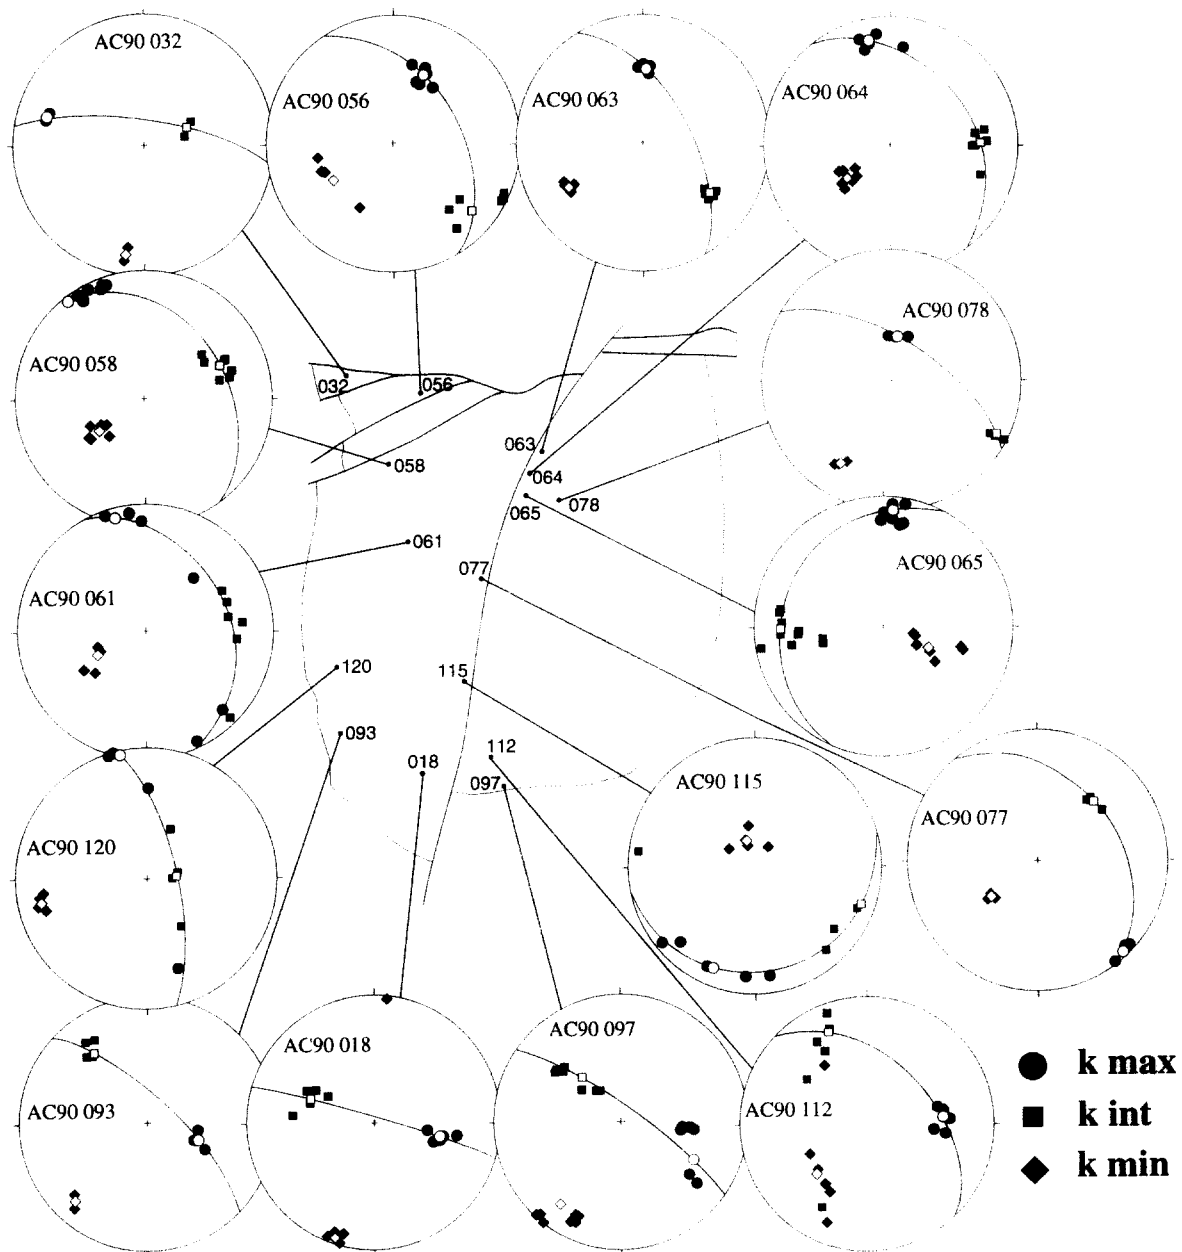 AC90 032
AC90 056
AC90 063
AC90 064
AC90 058
AC90 078
032
056
063
058
064
065
078
061
AC90 061
077
AC90 065
120
115
093
018
112
097
AC90 115
AC90 077
AC90 120
AC90 018
AC90 097
AC90 093
AC90 112
k max
k int
k min